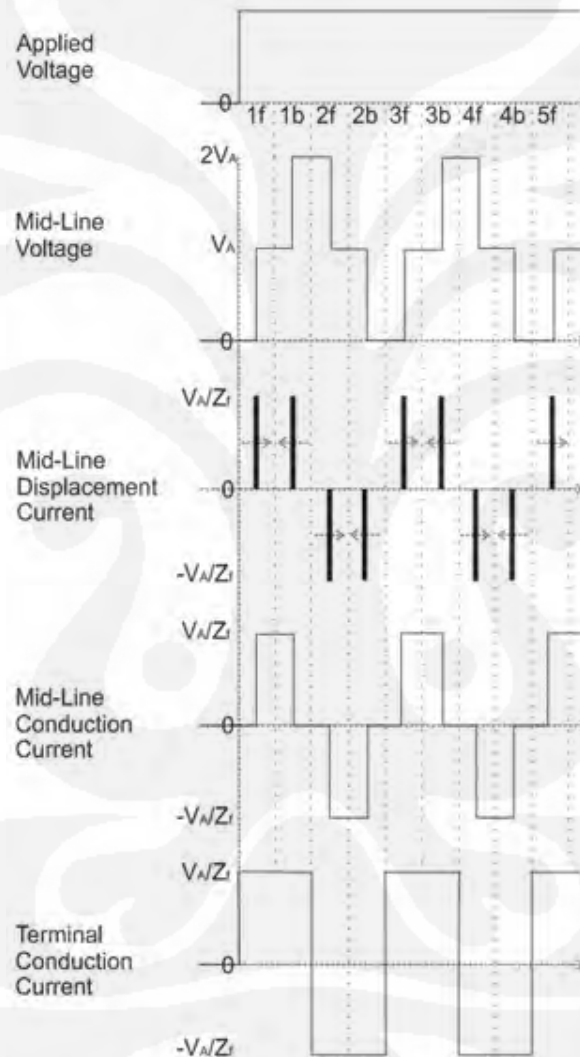 Applied
Voltage
0
1f 1b 2f 2b 3f 3b 4f 4b 5f
2VA
Mid-Line
Voltage
VA
0
VA/Zf
Mid-Line
Displacement
Current
0
-VA/Zf
VA/Zf
Mid-Line
Conduction
Current
0
-VA/Zf
VA/Zf
Terminal
Conduction
Current
0
-VA/Zf